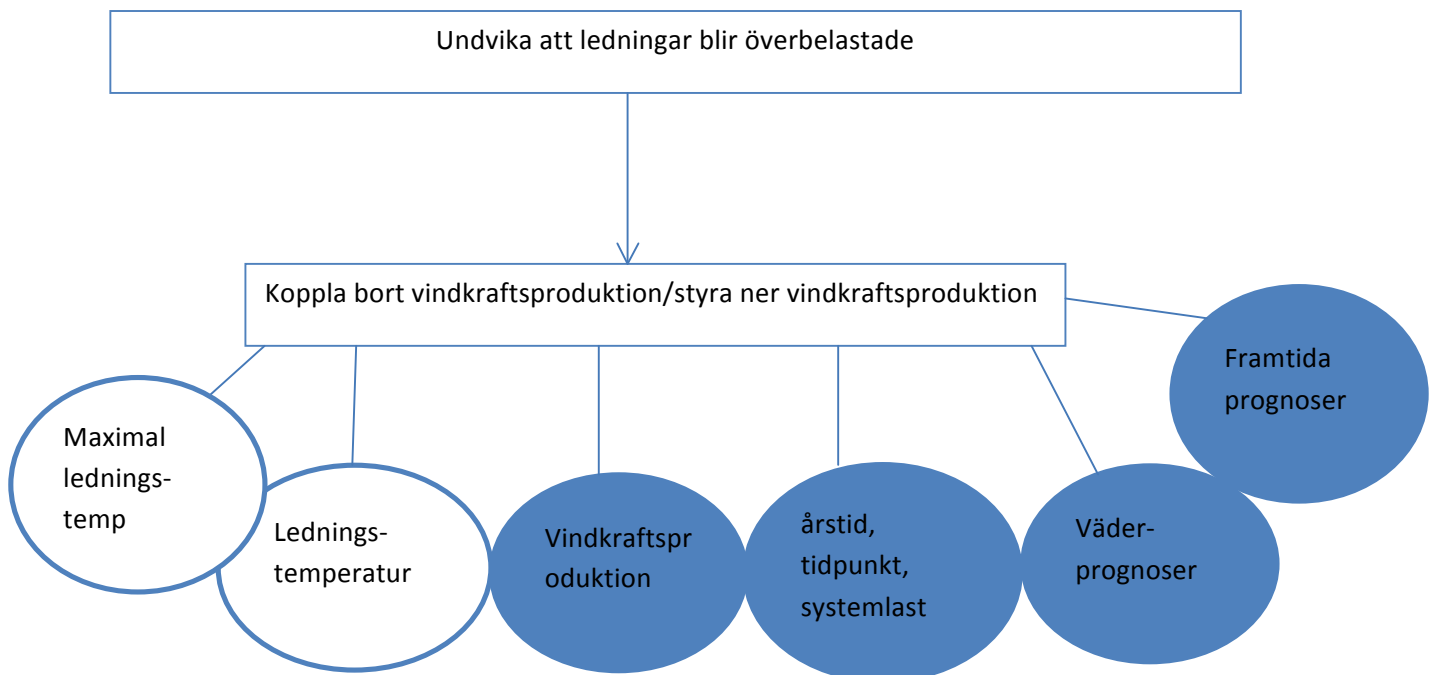 Undvika att ledningar blir överbelastade
Koppla bort vindkraftsproduktion/styra ner vindkraftsproduktion
Maximal
lednings-
temp
Lednings-
temperatur
Vindkraftspr
oduktion
årstid,
tidpunkt,
systemlast
Väder-
prognoser
Framtida
prognoser